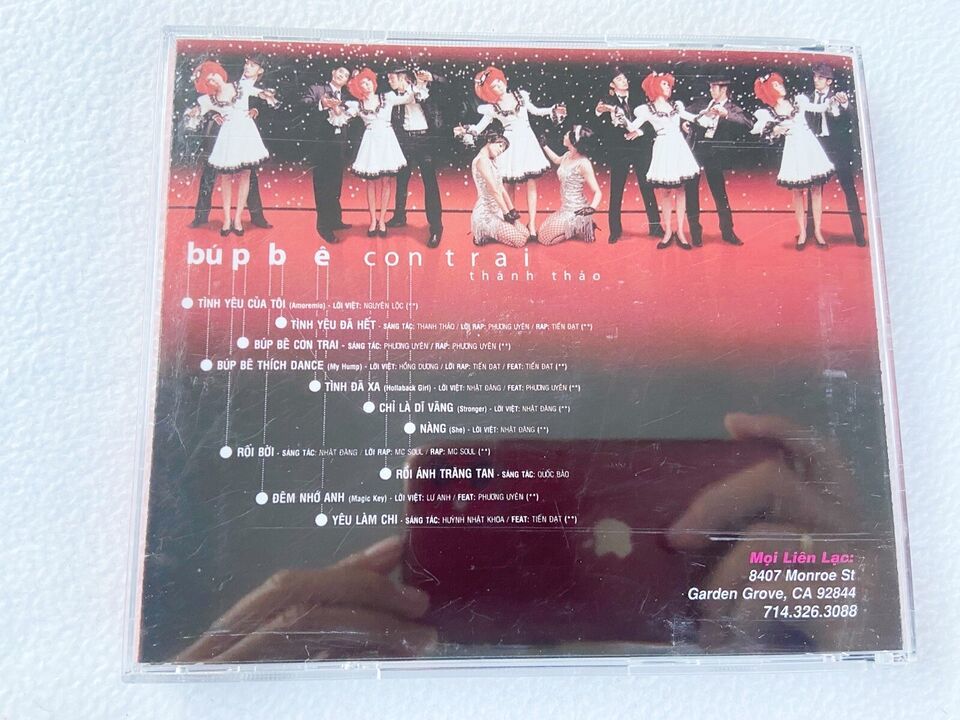 búp bê con trai
thanh thảo
TÌNH YÊU CỦA TÔI (Amoremio) - LỜI VIỆT: NGUYÊN LỘC (**)
TÌNH YÊU ĐÃ HẾT - SÁNG TÁC: THANH THẢO / LỜI RAP: PHƯƠNG UYÊN / RAP: TIẾN ĐẠT (**)
BÚP BÊ CON TRAI - SÁNG TÁC: PHƯƠNG UYÊN / RAP: PHƯƠNG UYÊN (**)
BÚP BÊ THÍCH DANCE (My Hump) - LỜI VIỆT: HỒNG DƯƠNG / LỜI RAP: TIẾN ĐẠT / FEAT: TIẾN ĐẠT (**)
TÌNH ĐÃ XA (Hollaback Girl) - LỜI VIỆT: NHẬT ĐĂNG / FEAT: PHƯƠNG UYÊN (**)
CHỈ LÀ DĨ VÃNG (Stronger) - LỜI VIỆT: NHẬT ĐĂNG (**)
NÀNG (She) - LỜI VIỆT: NHẬT ĐĂNG (**)
RỐI BỜI - SÁNG TÁC: NHẬT ĐĂNG / LỜI RAP: MC SOUL / RAP: MC SOUL (**)
RỒI ÁNH TRĂNG TAN - SÁNG TÁC: QUỐC BẢO
ĐÊM NHỚ ANH (Magic Key) - LỜI VIỆT: LƯ ANH / FEAT: PHƯƠNG UYÊN (**)
YÊU LÀM CHI - SÁNG TÁC: HUỲNH NHẬT KHOA / FEAT: TIẾN ĐẠT (**)
Mọi Liên Lạc:
8407 Monroe St
Garden Grove, CA 92844
714.326.3088